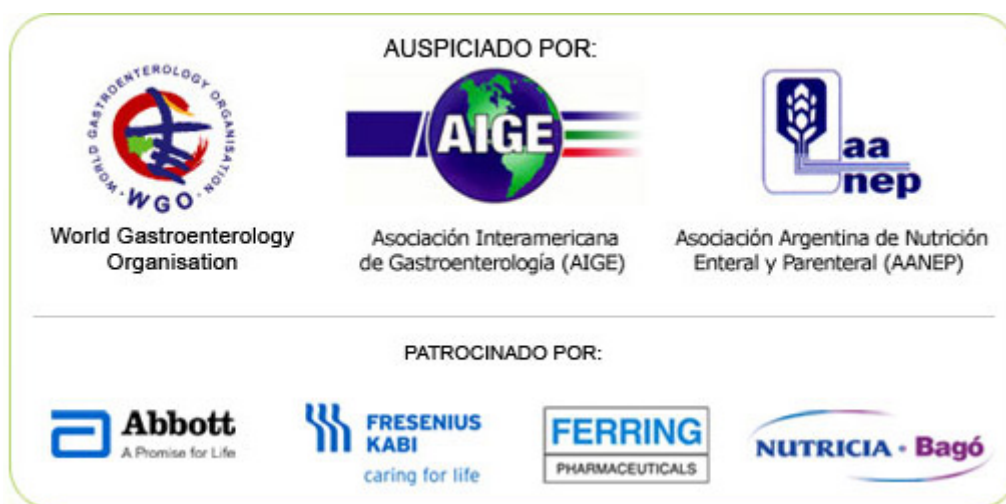 AUSPICIADO POR:
WORLD GASTROENTEROLOGY ORGANISATION
WGO
AIGE
aa
nep
World Gastroenterology
Organisation
Asociación Interamericana
de Gastroenterología (AIGE)
Asociación Argentina de Nutrición
Enteral y Parenteral (AANEP)
PATROCINADO POR:
Abbott
A Promise for Life
FRESENIUS
KABI
caring for life
FERRING
PHARMACEUTICALS
NUTRICIA · Bagó